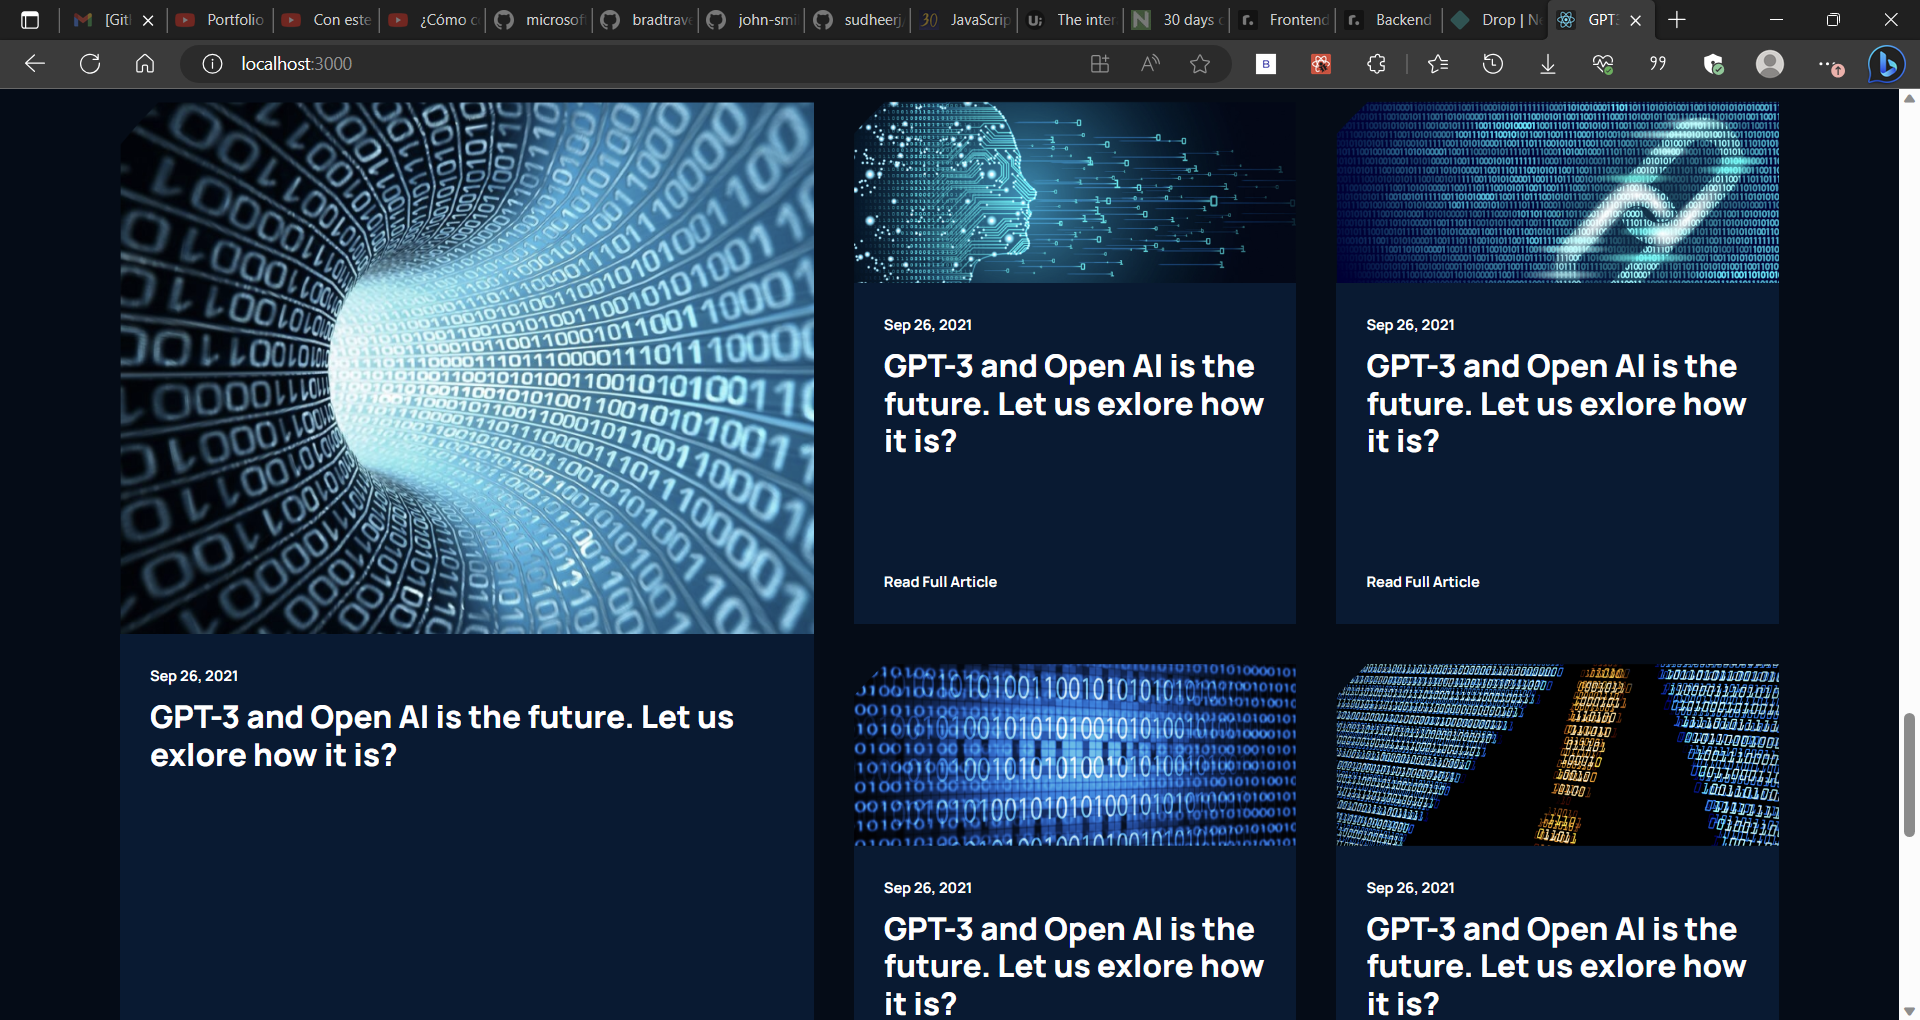 [Git
Portfolio
Con este
¿Cómo c
microsof
bradtrave
john-smi
sudheerj
30 JavaScrip
The inter
30 days
Frontend
Backend
Drop | N
GPT
localhost:3000
Sep 26, 2021
GPT-3 and Open AI is the future. Let us
exlore how it is?
Sep 26, 2021
GPT-3 and Open AI is the
future. Let us exlore how
it is?
Read Full Article
Sep 26, 2021
GPT-3 and Open AI is the
future. Let us exlore how
it is?
Read Full Article
Sep 26, 2021
GPT-3 and Open AI is the
future. Let us exlore how
it is?
Sep 26, 2021
GPT-3 and Open AI is the
future. Let us exlore how
it is?